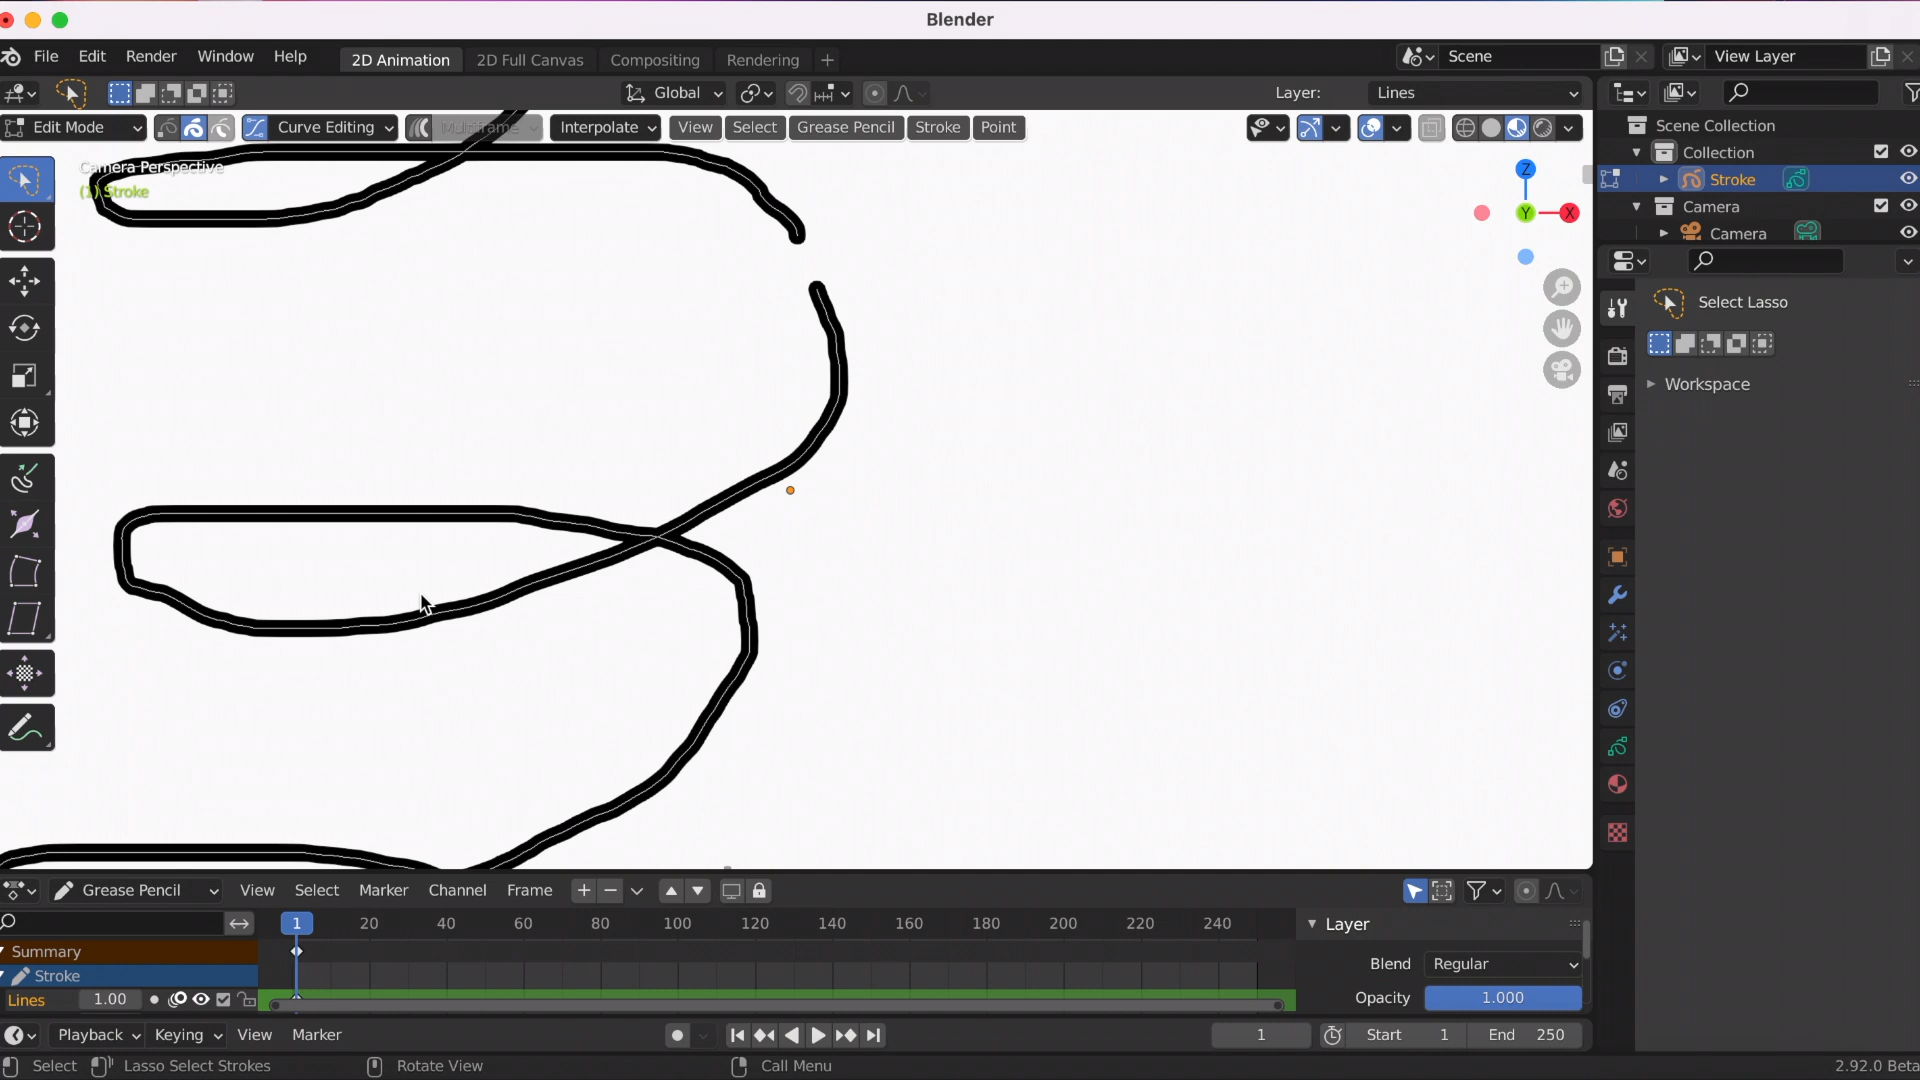 Blender
File Edit Render Window Help 2D Animation 2D Full Canvas Compositing Rendering + Scene View Layer
Global Layer: Lines
Edit Mode Curve Editing Multiframe Interpolate View Select Grease Pencil Stroke Point
Scene Collection
Collection
Stroke
Camera
Camera
Camera Perspective
(1) Stroke
Z
Y
X
Select Lasso
Workspace
Grease Pencil View Select Marker Channel Frame
1 20 40 60 80 100 120 140 160 180 200 220 240
Layer
Summary
Stroke
Lines 1.00
Blend Regular
Opacity 1.000
Playback Keying View Marker 1 Start 1 End 250
Select Lasso Select Strokes Rotate View Call Menu 2.92.0 Beta